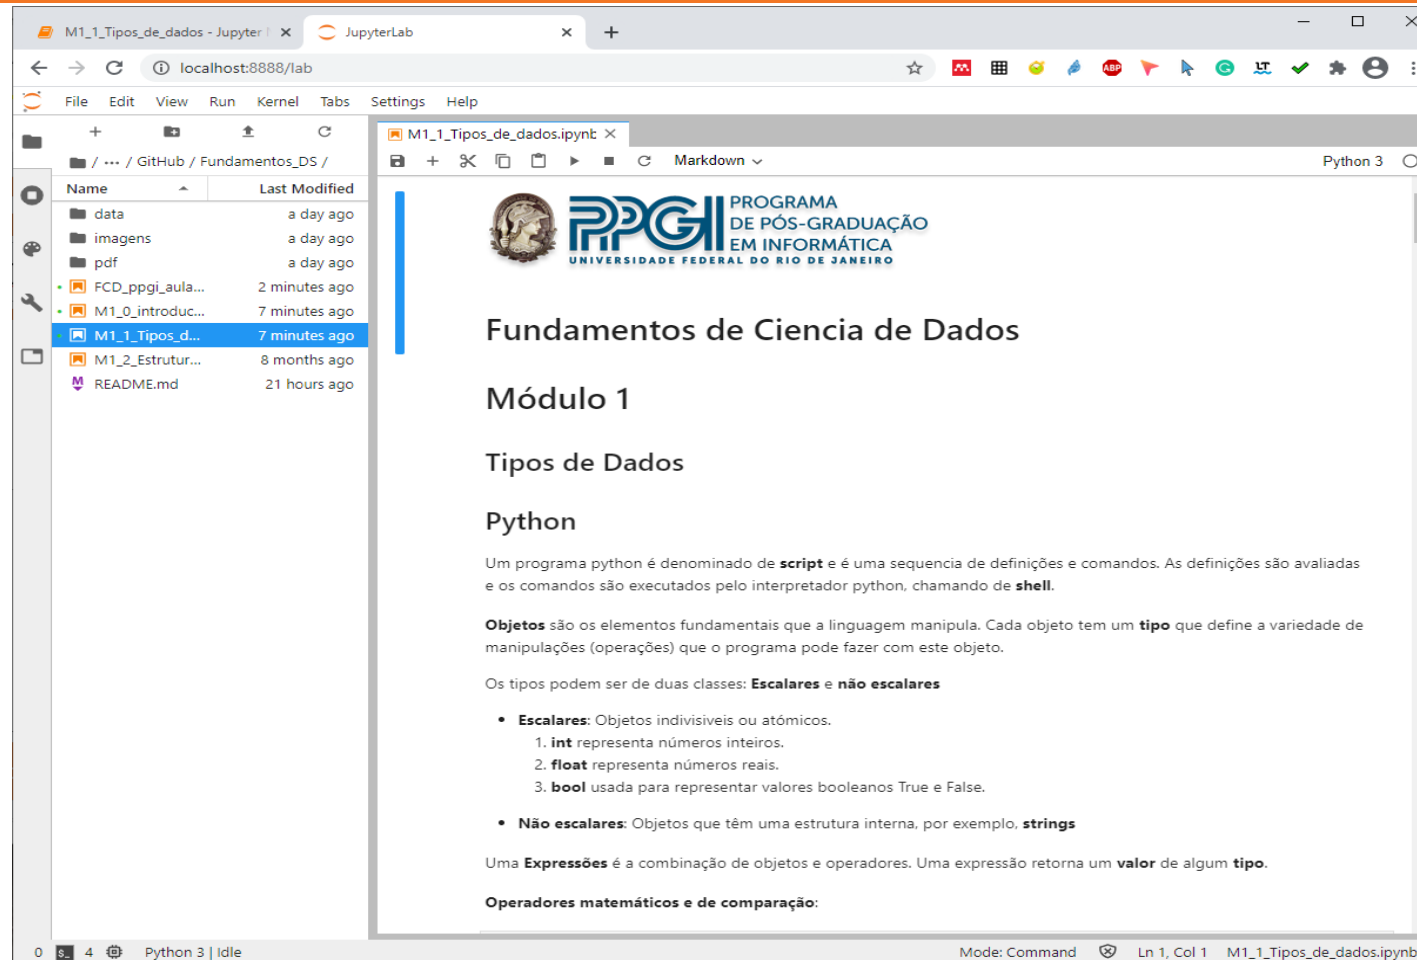 M1_1_Tipos_de_dados - Jupyter
JupyterLab
localhost:8888/lab
ABP
LT
File Edit View Run Kernel Tabs Settings Help
/ ··· / GitHub / Fundamentos_DS /
Name Last Modified
data a day ago
imagens a day ago
pdf a day ago
FCD_ppgi_aula... 2 minutes ago
M1_0_introduc... 7 minutes ago
M1_1_Tipos_d... 7 minutes ago
M1_2_Estrutur... 8 months ago
README.md 21 hours ago
M1_1_Tipos_de_dados.ipynb
Markdown
Python 3
PPGI
PROGRAMA
DE PÓS-GRADUAÇÃO
EM INFORMÁTICA
UNIVERSIDADE FEDERAL DO RIO DE JANEIRO
Fundamentos de Ciencia de Dados
Módulo 1
Tipos de Dados
Python
Um programa python é denominado de script e é uma sequencia de definições e comandos. As definições são avaliadas
e os comandos são executados pelo interpretador python, chamando de shell.
Objetos são os elementos fundamentais que a linguagem manipula. Cada objeto tem um tipo que define a variedade de
manipulações (operações) que o programa pode fazer com este objeto.
Os tipos podem ser de duas classes: Escalares e não escalares
• Escalares: Objetos indivisiveis ou atómicos.
1. int representa números inteiros.
2. float representa números reais.
3. bool usada para representar valores booleanos True e False.
• Não escalares: Objetos que têm uma estrutura interna, por exemplo, strings
Uma Expressões é a combinação de objetos e operadores. Uma expressão retorna um valor de algum tipo.
Operadores matemáticos e de comparação:
0 4 Python 3 | Idle
Mode: Command Ln 1, Col 1 M1_1_Tipos_de_dados.ipynb